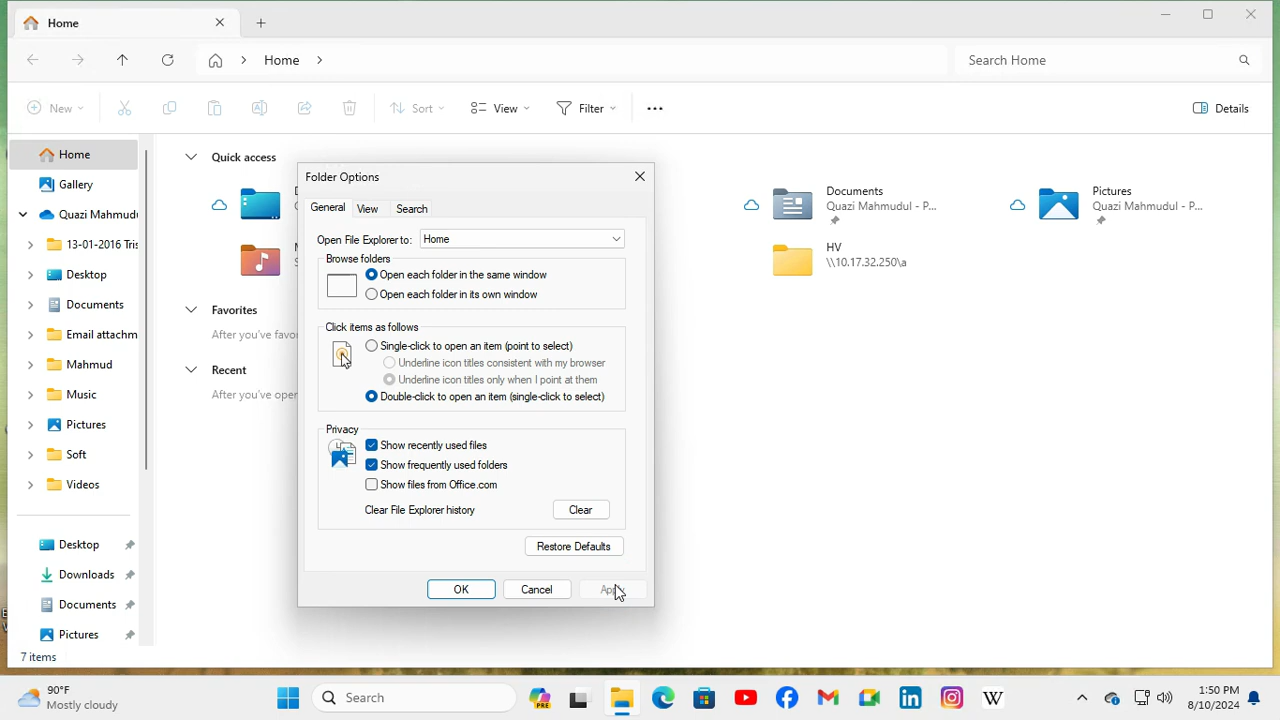 Home
Home
Search Home
New
Sort
View
Filter
Details
Home
Gallery
Quazi Mahmudu
13-01-2016 Tris
Desktop
Documents
Email attachm
Mahmud
Music
Pictures
Soft
Videos
Desktop
Downloads
Documents
Pictures
7 items
Quick access
Documents
Quazi Mahmudul - P...
Pictures
Quazi Mahmudul - P...
HV
\\10.17.32.250\a
Favorites
After you've favo
Recent
After you've open
Folder Options
General
View
Search
Open File Explorer to:
Home
Browse folders
Open each folder in the same window
Open each folder in its own window
Click items as follows
Single-click to open an item (point to select)
Underline icon titles consistent with my browser
Underline icon titles only when I point at them
Double-click to open an item (single-click to select)
Privacy
Show recently used files
Show frequently used folders
Show files from Office.com
Clear File Explorer history
Clear
Restore Defaults
OK
Cancel
Apply
90°F
Mostly cloudy
Search
PRE
W
1:50 PM
8/10/2024